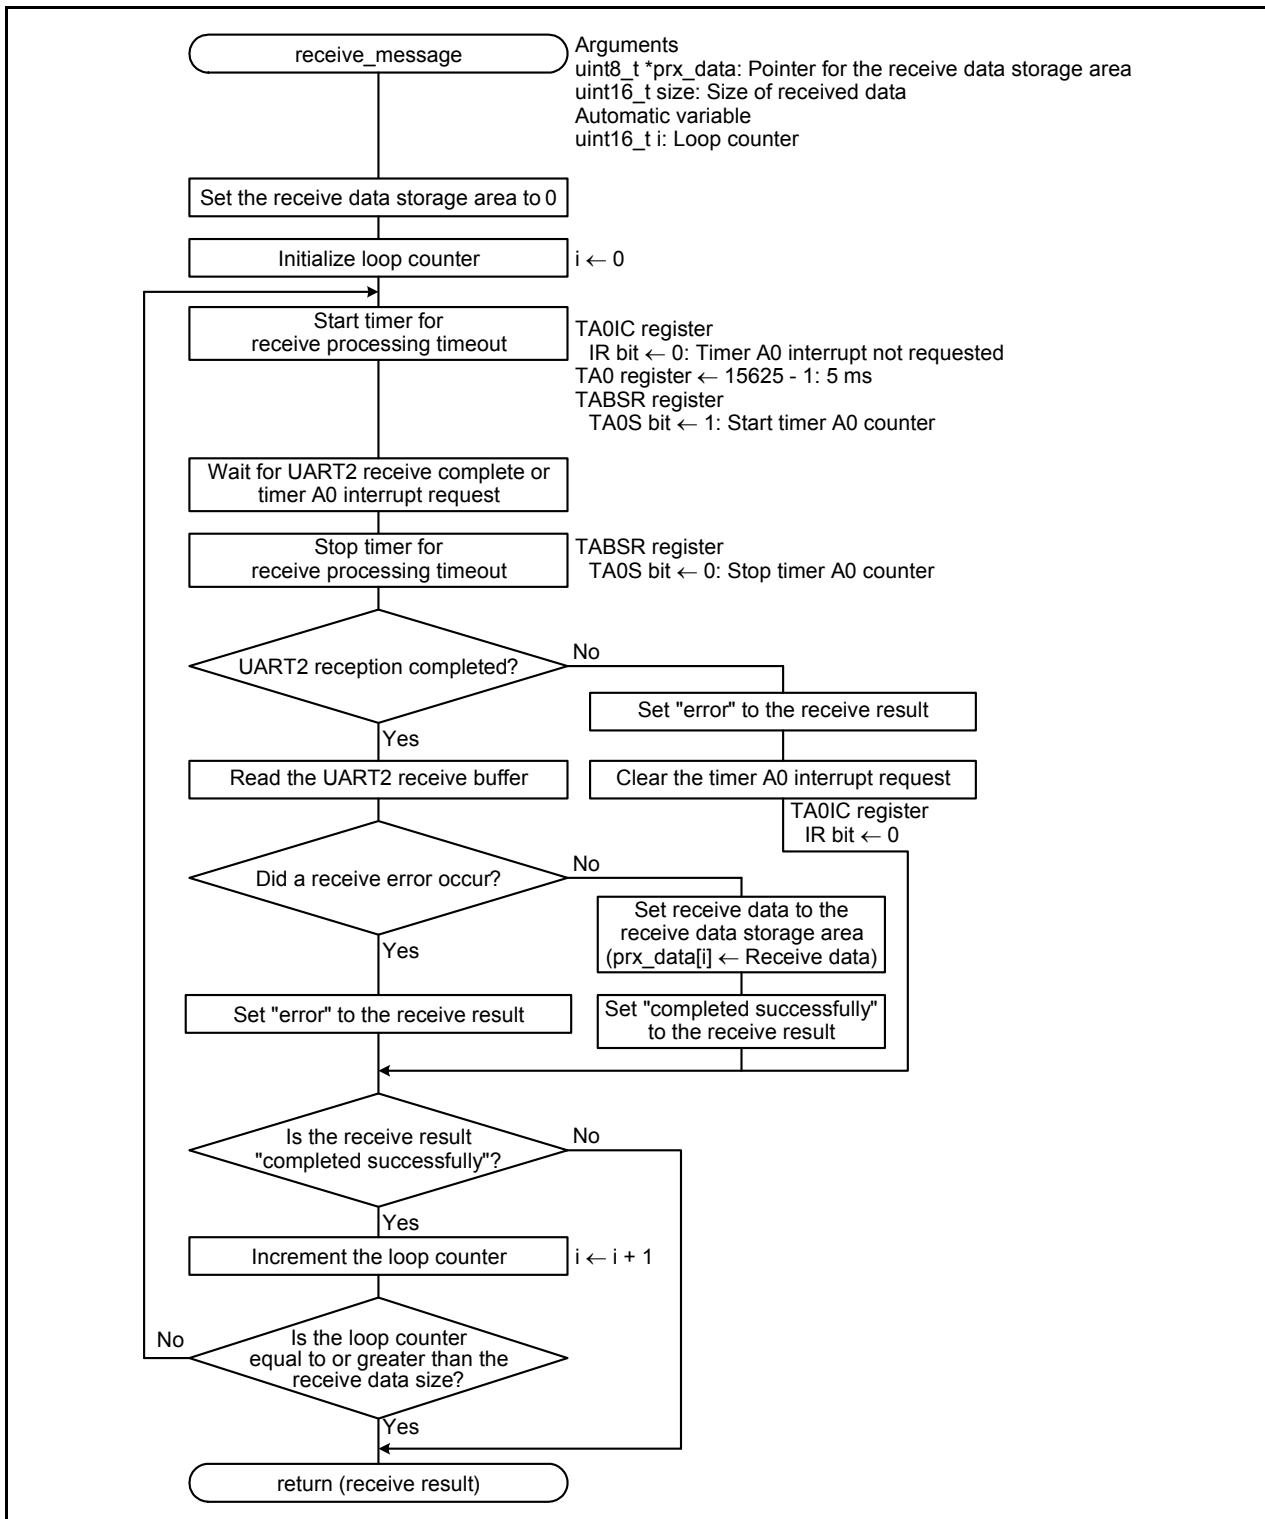 receive_message
Arguments
uint8_t *prx_data: Pointer for the receive data storage area
uint16_t size: Size of received data
Automatic variable
uint16_t i: Loop counter
Set the receive data storage area to 0
Initialize loop counter
i ← 0
Start timer for
receive processing timeout
TA0IC register
IR bit ← 0: Timer A0 interrupt not requested
TA0 register ← 15625 - 1: 5 ms
TABSR register
TA0S bit ← 1: Start timer A0 counter
Wait for UART2 receive complete or
timer A0 interrupt request
Stop timer for
receive processing timeout
TABSR register
TA0S bit ← 0: Stop timer A0 counter
UART2 reception completed?
No
Set "error" to the receive result
Yes
Read the UART2 receive buffer
Clear the timer A0 interrupt request
TA0IC register
IR bit ← 0
Did a receive error occur?
No
Set receive data to the
receive data storage area
(prx_data[i] ← Receive data)
Yes
Set "error" to the receive result
Set "completed successfully"
to the receive result
Is the receive result
"completed successfully"?
No
Yes
Increment the loop counter
i ← i + 1
No
Is the loop counter
equal to or greater than the
receive data size?
Yes
return (receive result)